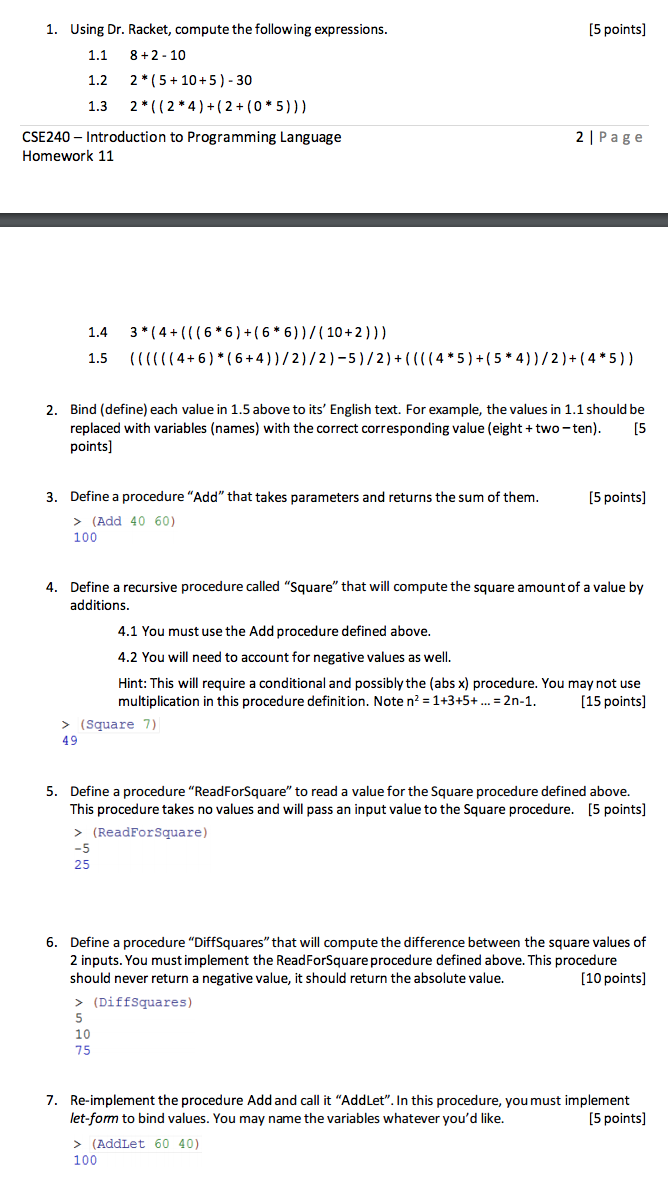 1. Using Dr. Racket, compute the following expressions. [5 points]
1.1 8 + 2 - 10
1.2 2 * ( 5 + 10 + 5 ) - 30
1.3 2 * ( ( 2 * 4 ) + ( 2 + ( 0 * 5 ) ) )
CSE240 – Introduction to Programming Language 2 | P a g e
Homework 11
1.4 3 * ( 4 + ( ( ( 6 * 6 ) + ( 6 * 6 ) ) / ( 10 + 2 ) ) )
1.5 ( ( ( ( ( ( 4 + 6 ) * ( 6 + 4 ) ) / 2 ) / 2 ) – 5 ) / 2 ) + ( ( ( ( 4 * 5 ) + ( 5 * 4 ) ) / 2 ) + ( 4 * 5 ) )
2. Bind (define) each value in 1.5 above to its’ English text. For example, the values in 1.1 should be
replaced with variables (names) with the correct corresponding value (eight + two – ten). [5
points]
3. Define a procedure “Add” that takes parameters and returns the sum of them. [5 points]
> (Add 40 60)
100
4. Define a recursive procedure called “Square” that will compute the square amount of a value by
additions.
4.1 You must use the Add procedure defined above.
4.2 You will need to account for negative values as well.
Hint: This will require a conditional and possibly the (abs x) procedure. You may not use
multiplication in this procedure definition. Note n² = 1+3+5+ ... = 2n-1. [15 points]
> (Square 7)
49
5. Define a procedure “ReadForSquare” to read a value for the Square procedure defined above.
This procedure takes no values and will pass an input value to the Square procedure. [5 points]
> (ReadForSquare)
-5
25
6. Define a procedure “DiffSquares” that will compute the difference between the square values of
2 inputs. You must implement the ReadForSquare procedure defined above. This procedure
should never return a negative value, it should return the absolute value. [10 points]
> (DiffSquares)
5
10
75
7. Re-implement the procedure Add and call it “AddLet”. In this procedure, you must implement
let-form to bind values. You may name the variables whatever you’d like. [5 points]
> (AddLet 60 40)
100